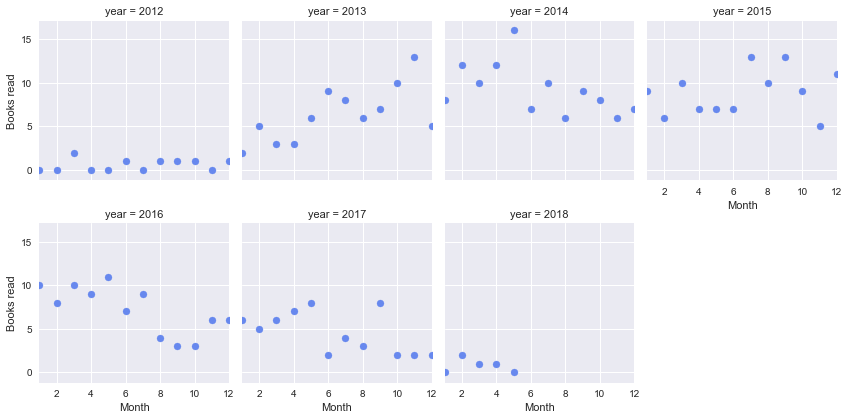 year = 2012
year = 2013
year = 2014
year = 2015
Books read
15
10
5
0
2 4 6 8 10 12
Month
year = 2016
year = 2017
year = 2018
Books read
15
10
5
0
2 4 6 8 10 12
2 4 6 8 10 12
2 4 6 8 10 12
Month
Month
Month